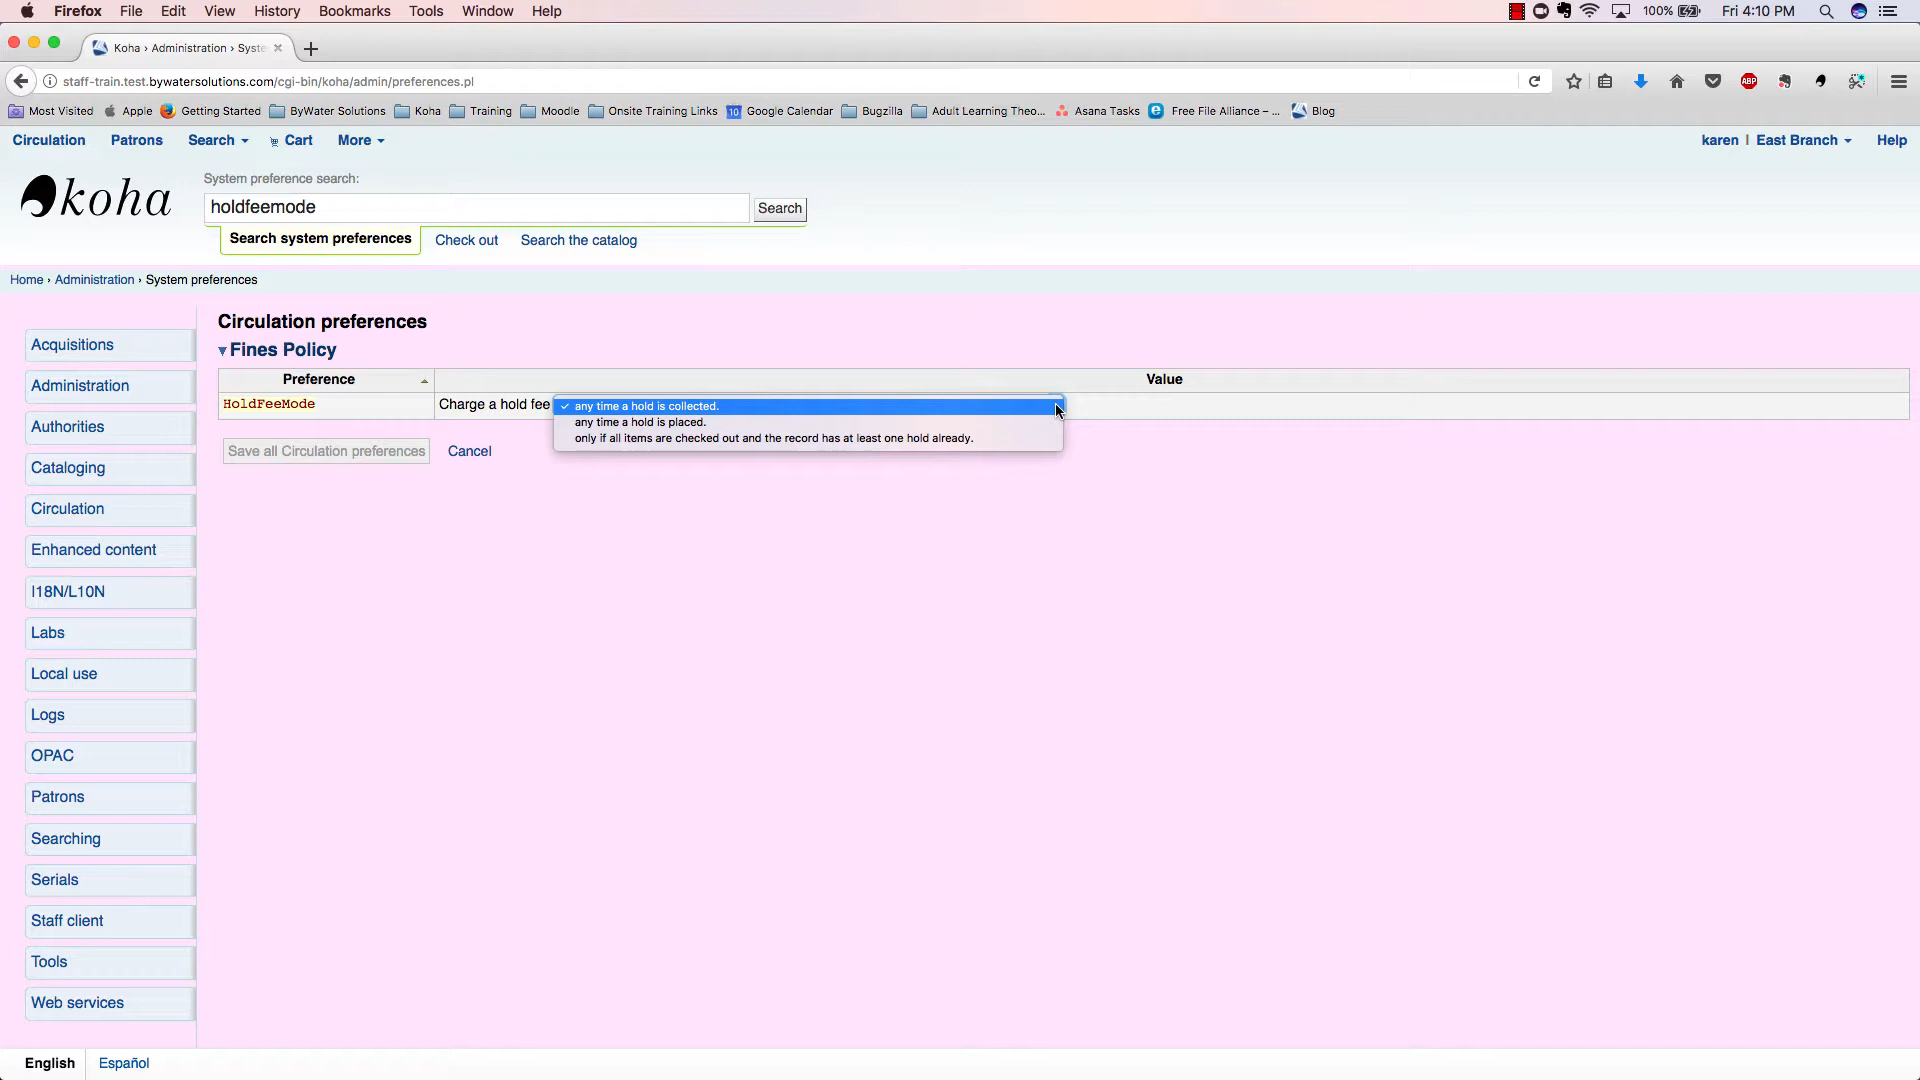 Firefox File Edit View History Bookmarks Tools Window Help 100% Fri 4:10 PM
Koha › Administration › Syste
staff-train.test.bywatersolutions.com/cgi-bin/koha/admin/preferences.pl ABP
Most Visited Apple Getting Started ByWater Solutions Koha Training Moodle Onsite Training Links 10 Google Calendar Bugzilla Adult Learning Theo... Asana Tasks Free File Alliance – ... Blog
Circulation Patrons Search Cart More karen | East Branch Help
System preference search:
koha holdfeemode Search
Search system preferences Check out Search the catalog
Home › Administration › System preferences
Circulation preferences
Fines Policy
Preference Value
HoldFeeMode Charge a hold fee ✓ any time a hold is collected.
any time a hold is placed.
only if all items are checked out and the record has at least one hold already.
Save all Circulation preferences Cancel
Acquisitions
Administration
Authorities
Cataloging
Circulation
Enhanced content
I18N/L10N
Labs
Local use
Logs
OPAC
Patrons
Searching
Serials
Staff client
Tools
Web services
English Español